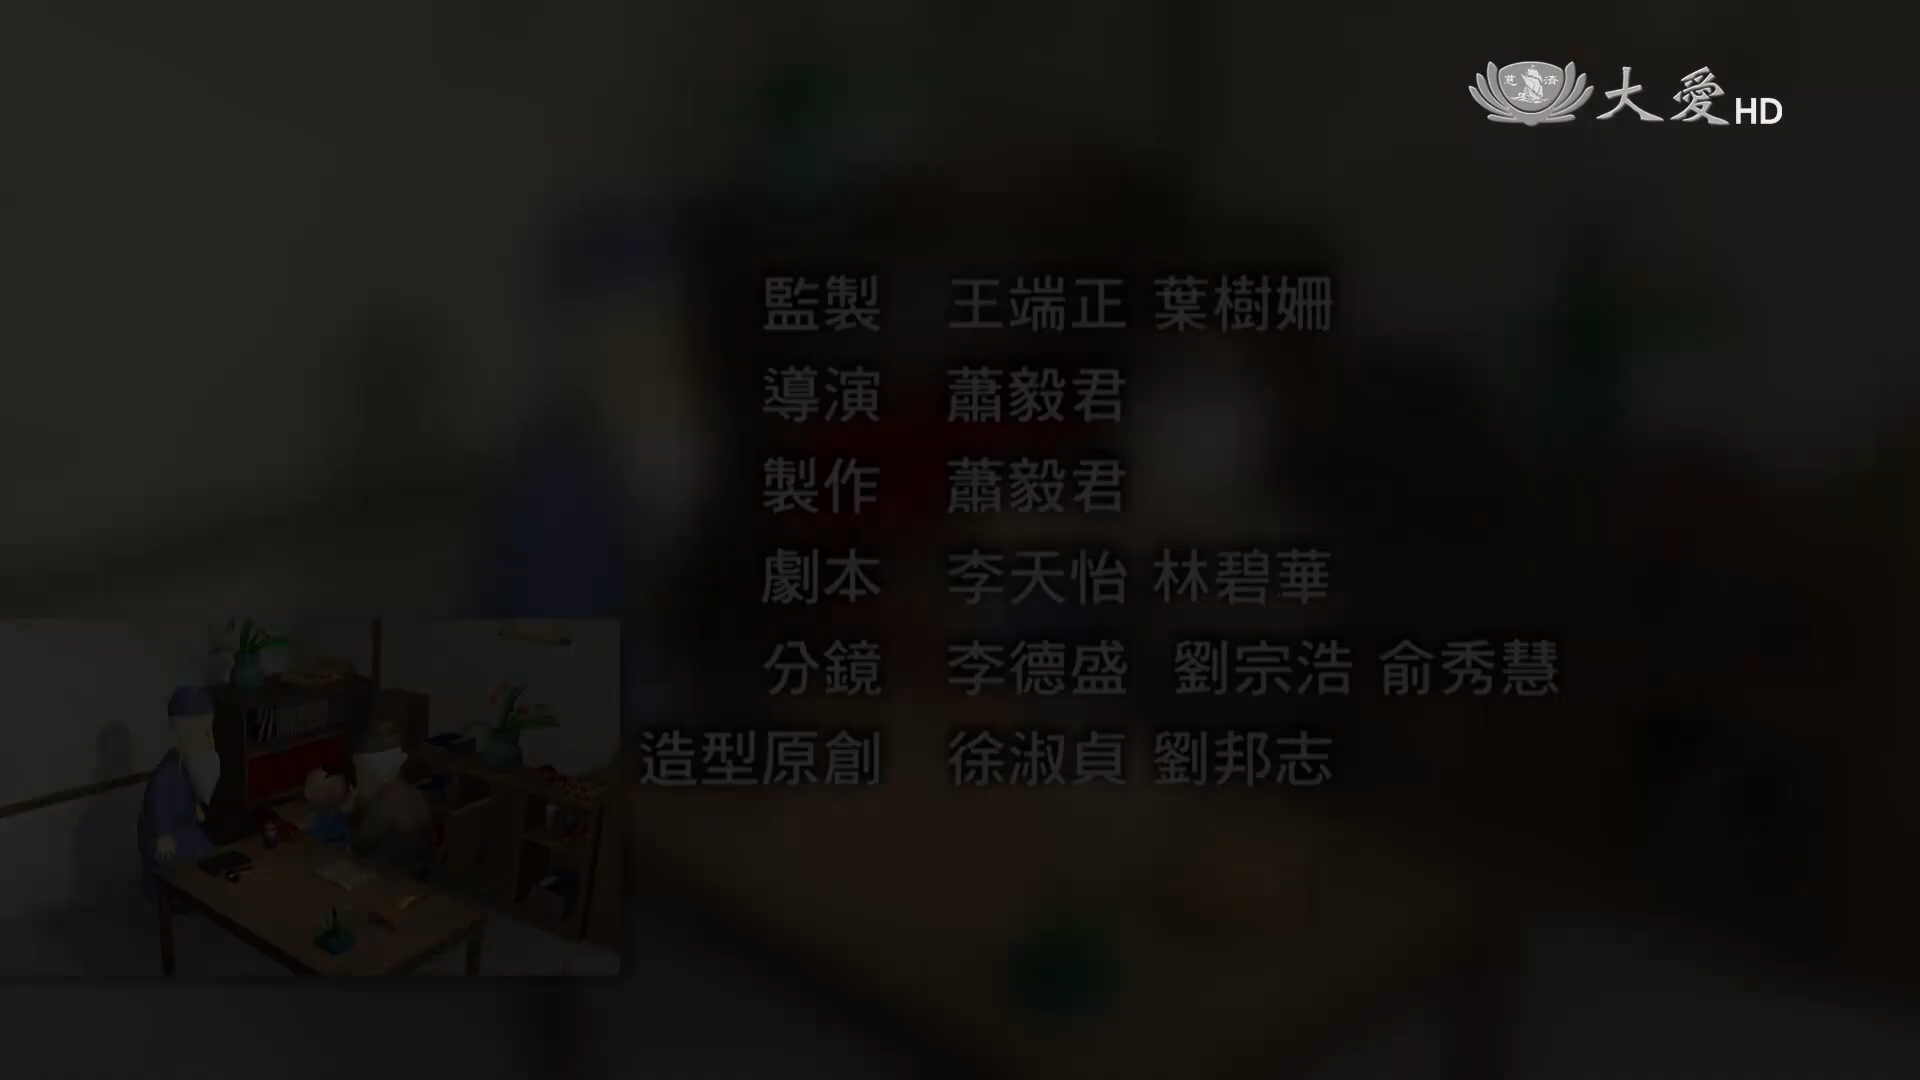 慈濟
大愛HD
監製 王端正 葉樹姍
導演 蕭毅君
製作 蕭毅君
劇本 李天怡 林碧華
分鏡 李德盛 劉宗浩 俞秀慧
造型原創 徐淑貞 劉邦志